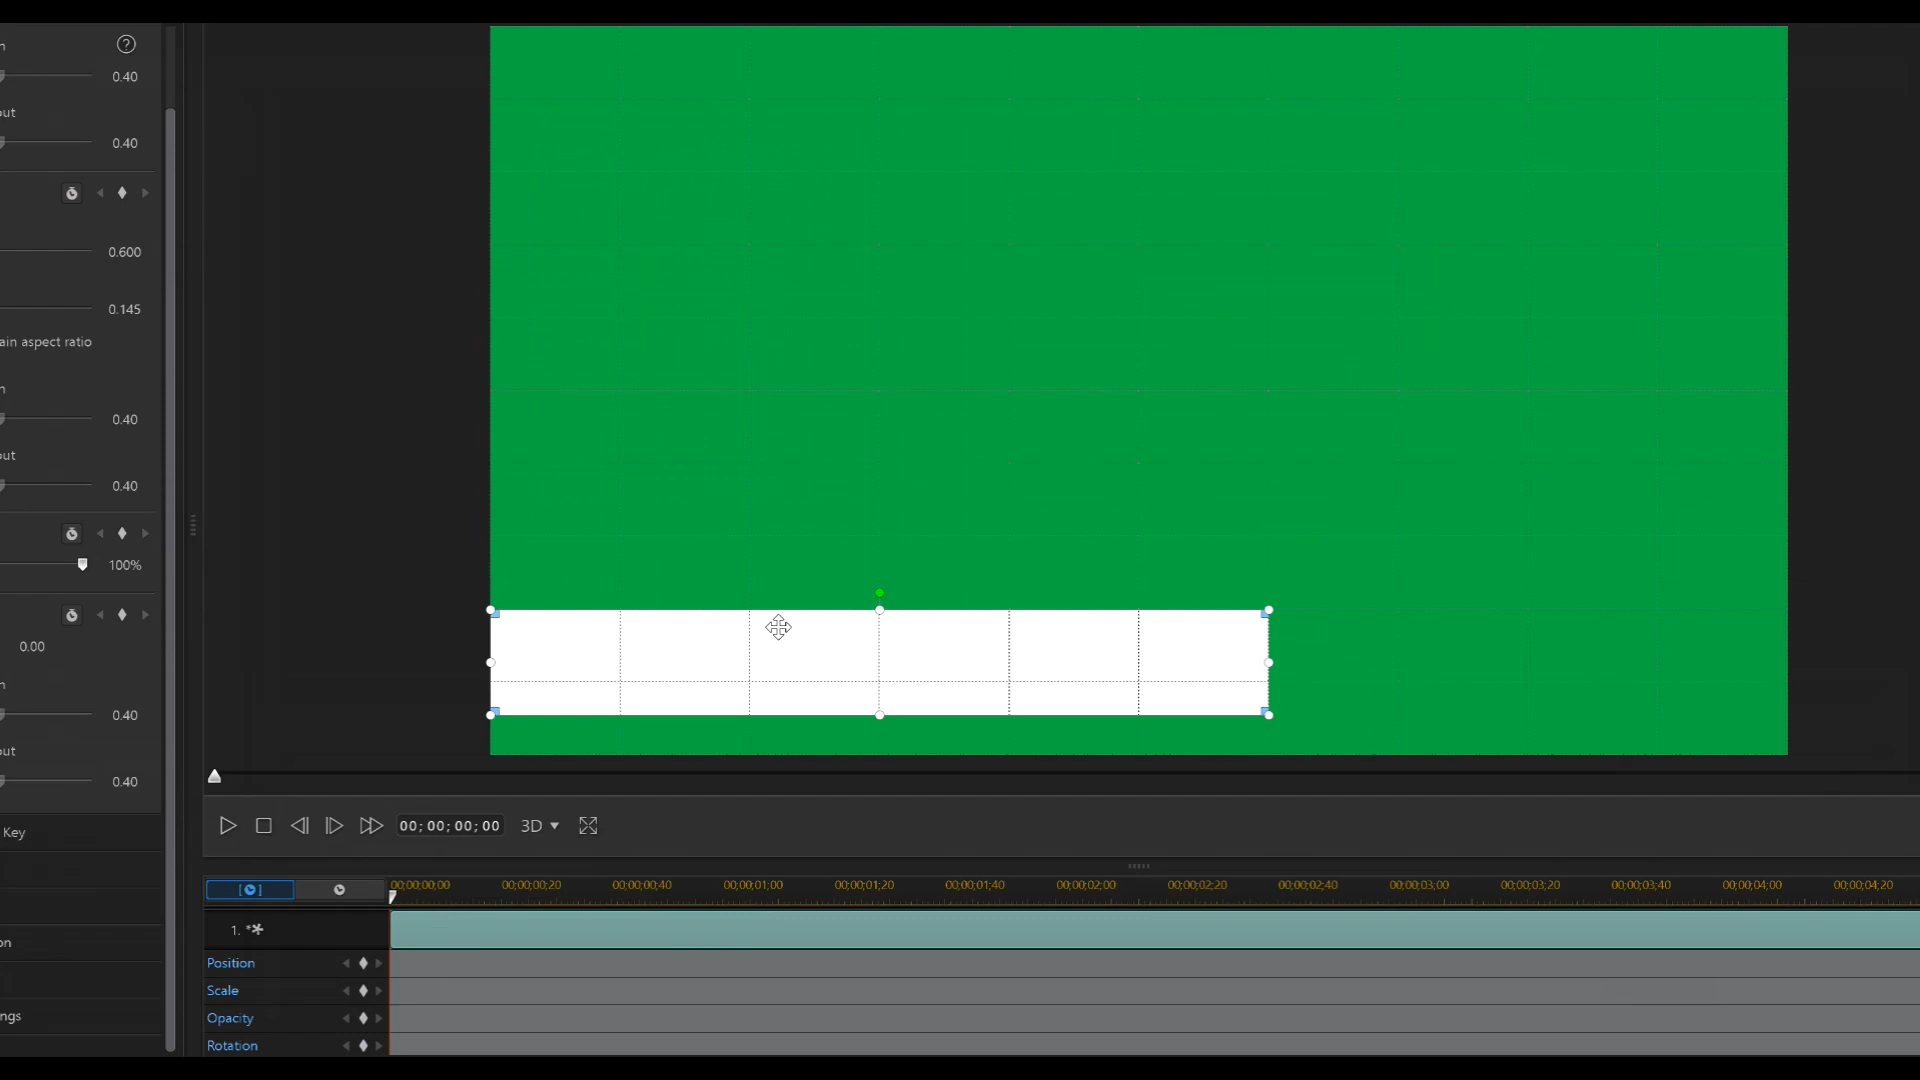 n
0.40
out
0.40
0.600
0.145
ain aspect ratio
n
0.40
out
0.40
100%
0.00
n
0.40
out
0.40
Key
on
ngs
00;00;00;00
3D
00;00;00;00 00;00;00;20 00;00;00;40 00;00;01;00 00;00;01;20 00;00;01;40 00;00;02;00 00;00;02;20 00;00;02;40 00;00;03;00 00;00;03;20 00;00;03;40 00;00;04;00 00;00;04;20
1.
Position
Scale
Opacity
Rotation